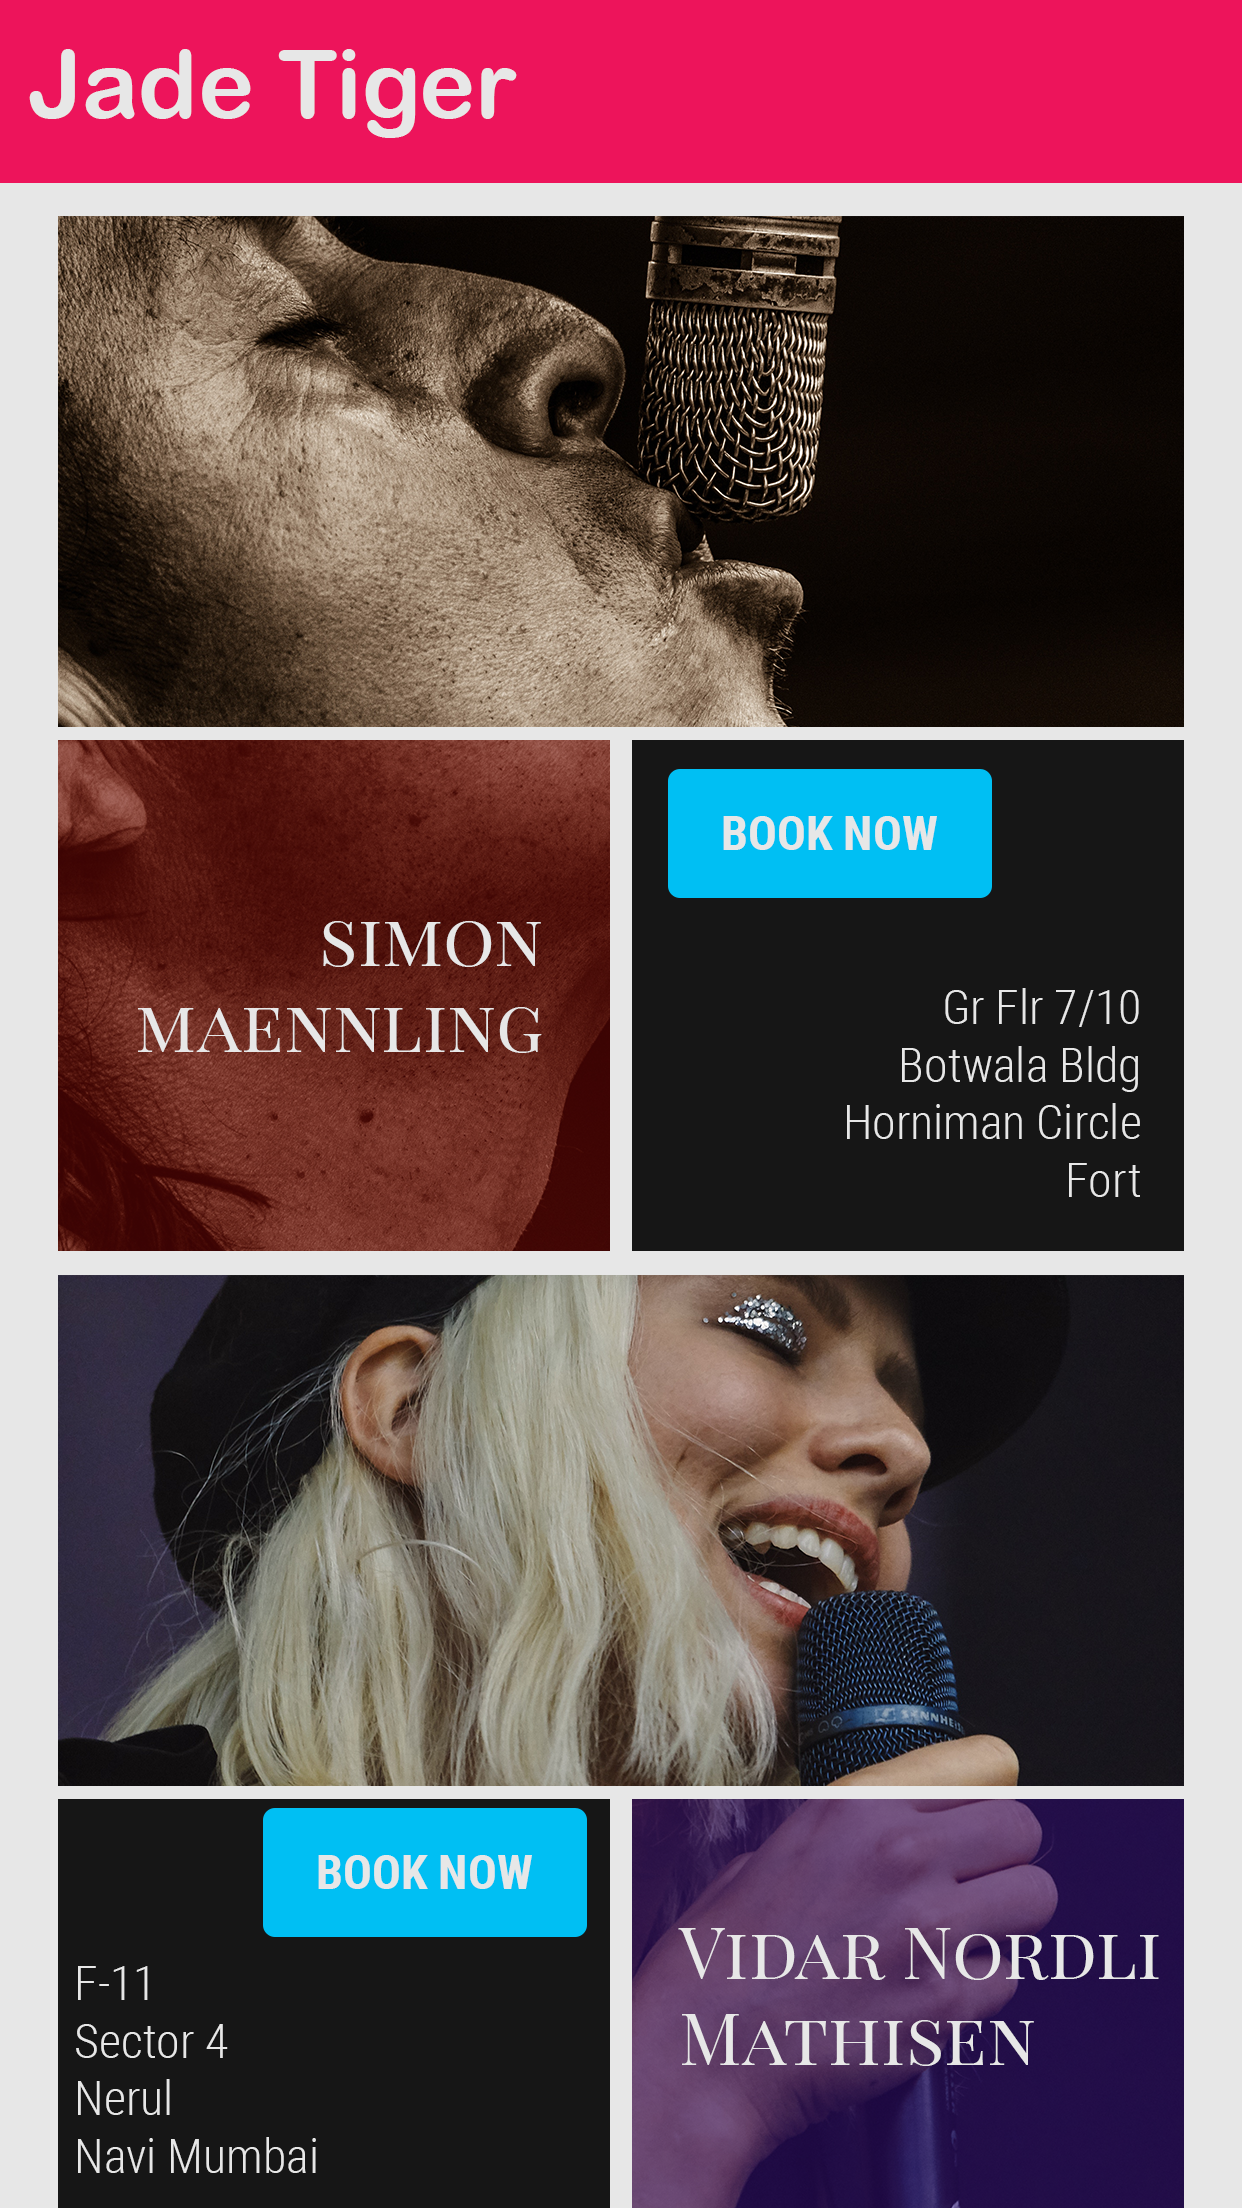 Jade Tiger
SIMON
MAENNLING
BOOK NOW
Gr Flr 7/10
Botwala Bldg
Horniman Circle
Fort
BOOK NOW
F-11
Sector 4
Nerul
Navi Mumbai
VIDAR NORDLI
MATHISEN